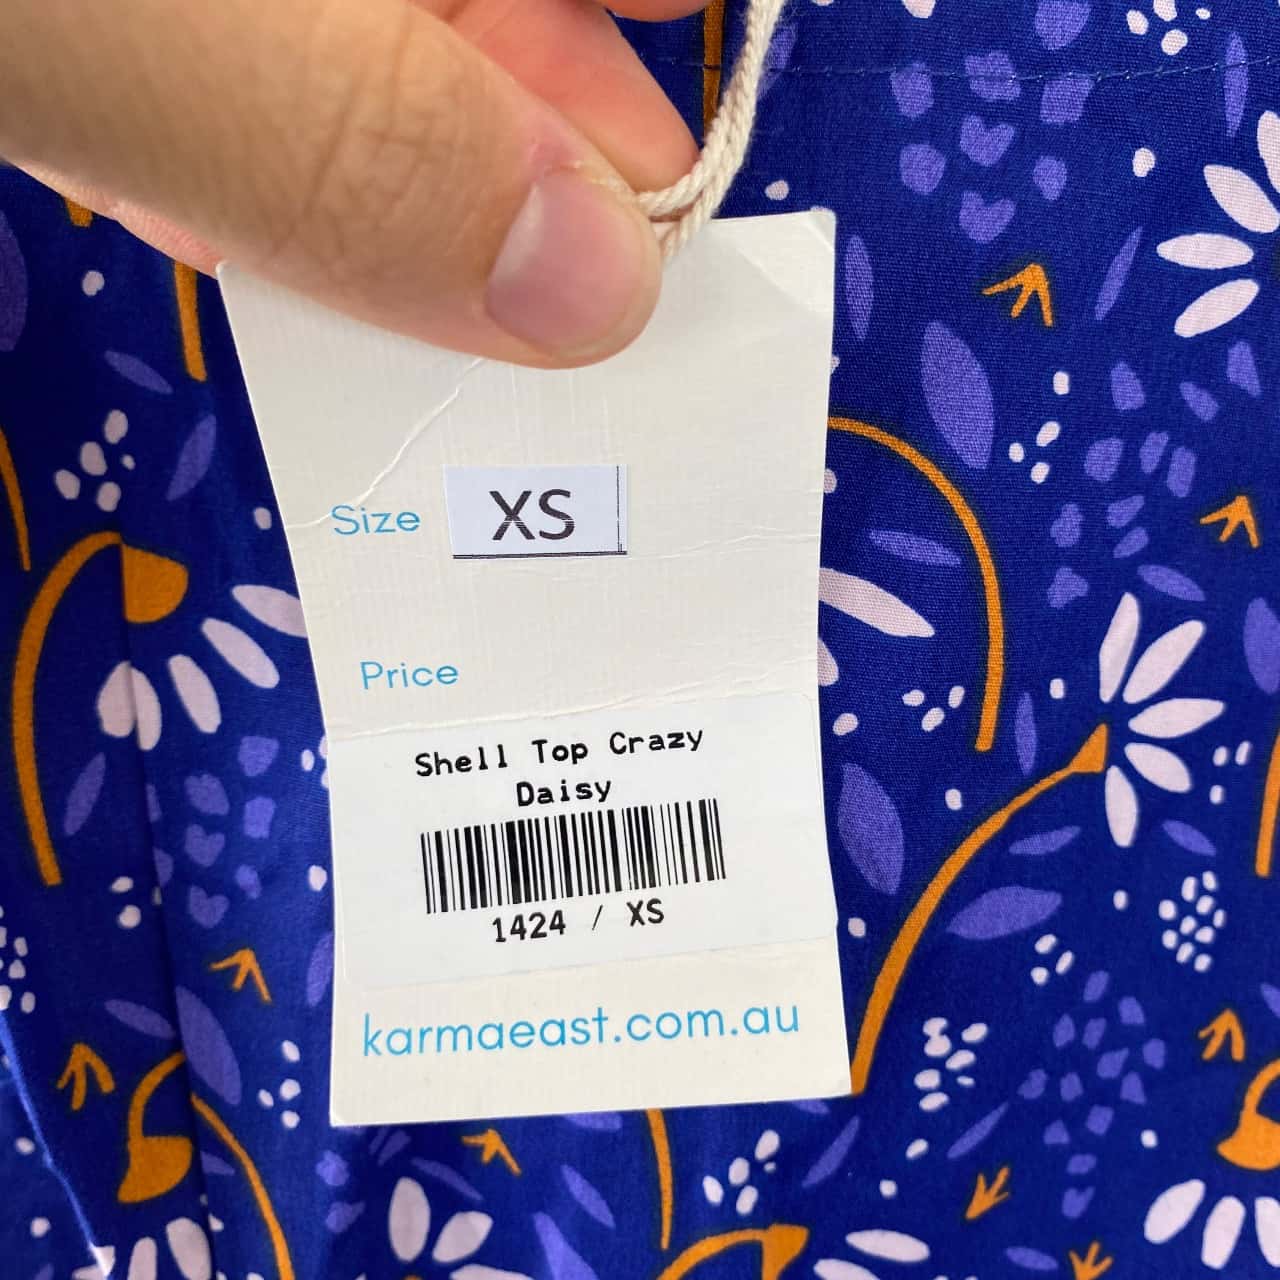 Size XS
Price
Shell Top Crazy
Daisy
1424 / XS
karmaeast.com.au